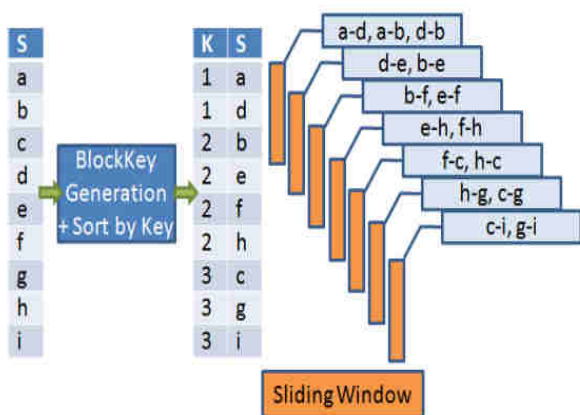 S
a
b
c
d
e
f
g
h
i
BlockKey
Generation
+ Sort by Key
K S
1 a
1 d
2 b
2 e
2 f
2 h
3 c
3 g
3 i
a-d, a-b, d-b
d-e, b-e
b-f, e-f
e-h, f-h
f-c, h-c
h-g, c-g
c-i, g-i
Sliding Window